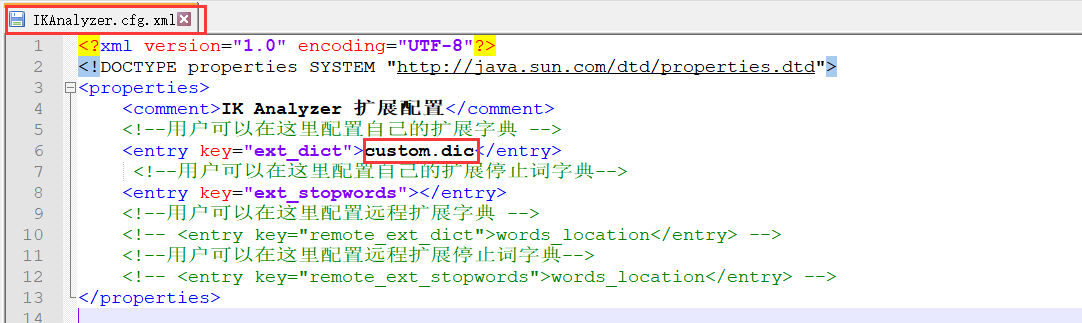 IKAnalyzer.cfg.xml
1 <?xml version="1.0" encoding="UTF-8"?>
2 <!DOCTYPE properties SYSTEM "http://java.sun.com/dtd/properties.dtd">
3 <properties>
4 <comment>IK Analyzer 扩展配置</comment>
5 <!--用户可以在这里配置自己的扩展字典 -->
6 <entry key="ext_dict">custom.dic</entry>
7 <!--用户可以在这里配置自己的扩展停止词字典-->
8 <entry key="ext_stopwords"></entry>
9 <!--用户可以在这里配置远程扩展字典 -->
10 <!-- <entry key="remote_ext_dict">words_location</entry> -->
11 <!--用户可以在这里配置远程扩展停止词字典-->
12 <!-- <entry key="remote_ext_stopwords">words_location</entry> -->
13 </properties>
14